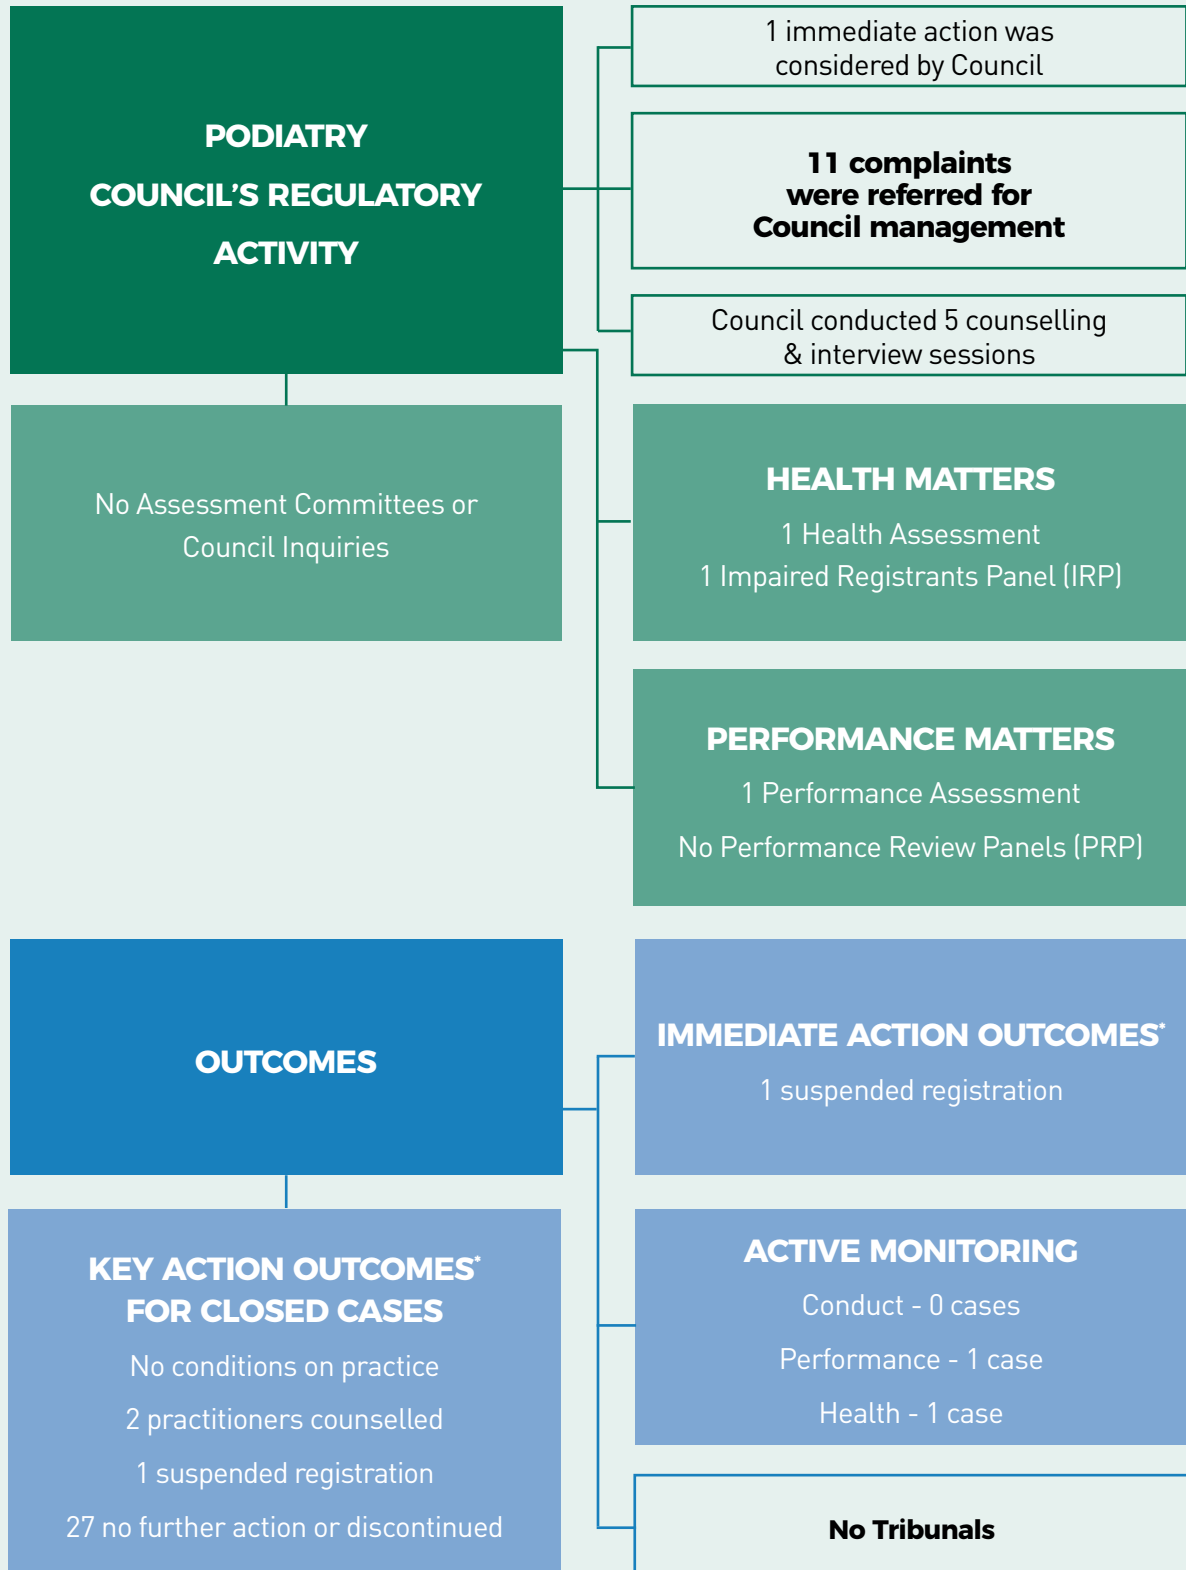 PODIATRY
COUNCIL'S REGULATORY
ACTIVITY
1 immediate action was
considered by Council
11 complaints
were referred for
Council management
Council conducted 5 counselling
& interview sessions
No Assessment Committees or
Council Inquiries
HEALTH MATTERS
1 Health Assessment
1 Impaired Registrants Panel (IRP)
PERFORMANCE MATTERS
1 Performance Assessment
No Performance Review Panels (PRP)
OUTCOMES
IMMEDIATE ACTION OUTCOMES*
1 suspended registration
KEY ACTION OUTCOMES*
FOR CLOSED CASES
No conditions on practice
2 practitioners counselled
1 suspended registration
27 no further action or discontinued
ACTIVE MONITORING
Conduct - 0 cases
Performance - 1 case
Health - 1 case
No Tribunals